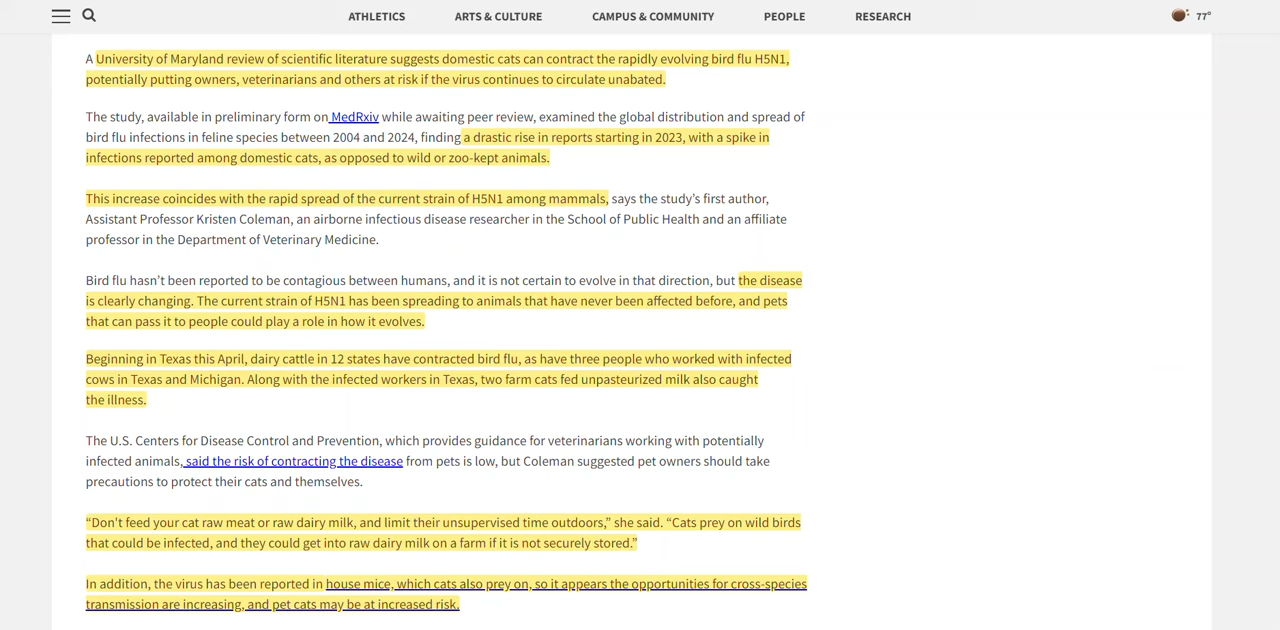 ATHLETICS ARTS & CULTURE CAMPUS & COMMUNITY PEOPLE RESEARCH 77°
A University of Maryland review of scientific literature suggests domestic cats can contract the rapidly evolving bird flu H5N1,
potentially putting owners, veterinarians and others at risk if the virus continues to circulate unabated.
The study, available in preliminary form on MedRxiv while awaiting peer review, examined the global distribution and spread of
bird flu infections in feline species between 2004 and 2024, finding a drastic rise in reports starting in 2023, with a spike in
infections reported among domestic cats, as opposed to wild or zoo-kept animals.
This increase coincides with the rapid spread of the current strain of H5N1 among mammals, says the study’s first author,
Assistant Professor Kristen Coleman, an airborne infectious disease researcher in the School of Public Health and an affiliate
professor in the Department of Veterinary Medicine.
Bird flu hasn’t been reported to be contagious between humans, and it is not certain to evolve in that direction, but the disease
is clearly changing. The current strain of H5N1 has been spreading to animals that have never been affected before, and pets
that can pass it to people could play a role in how it evolves.
Beginning in Texas this April, dairy cattle in 12 states have contracted bird flu, as have three people who worked with infected
cows in Texas and Michigan. Along with the infected workers in Texas, two farm cats fed unpasteurized milk also caught
the illness.
The U.S. Centers for Disease Control and Prevention, which provides guidance for veterinarians working with potentially
infected animals, said the risk of contracting the disease from pets is low, but Coleman suggested pet owners should take
precautions to protect their cats and themselves.
“Don’t feed your cat raw meat or raw dairy milk, and limit their unsupervised time outdoors,” she said. “Cats prey on wild birds
that could be infected, and they could get into raw dairy milk on a farm if it is not securely stored.”
In addition, the virus has been reported in house mice, which cats also prey on, so it appears the opportunities for cross-species
transmission are increasing, and pet cats may be at increased risk.